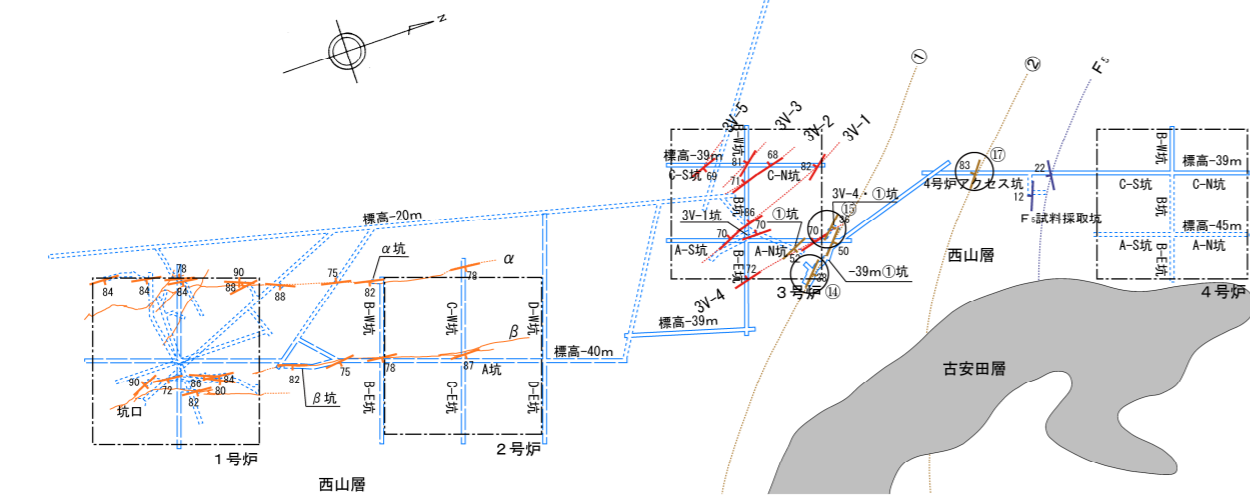 N
①
②
F₅
3V-5
3V-3
3V-2
3V-1
B-W坑
標高-39m
81
68
82
C-S坑
69
71
C-N坑
B坑
86
3V-1坑
70
70
①坑
A-S坑
A-N坑
52
72
B-E坑
3V-4
3号炉
3V-4・①坑
⑮
70
50
-39m①坑
⑭
83
⑰
4号炉アクセス坑
22
12
F₅試料採取坑
西山層
B-W坑
標高-39m
C-S坑
C-N坑
B坑
標高-45m
A-S坑
A-N坑
B-E坑
4号炉
古安田層
標高-20m
α坑
α
78
90
75
84
84
84
88
88
82
78
B-W坑
C-W坑
D-W坑
β
標高-40m
標高-39m
82
75
78
87
A坑
90
72
86
84
82
80
坑口
β坑
B-E坑
C-E坑
D-E坑
1号炉
2号炉
西山層